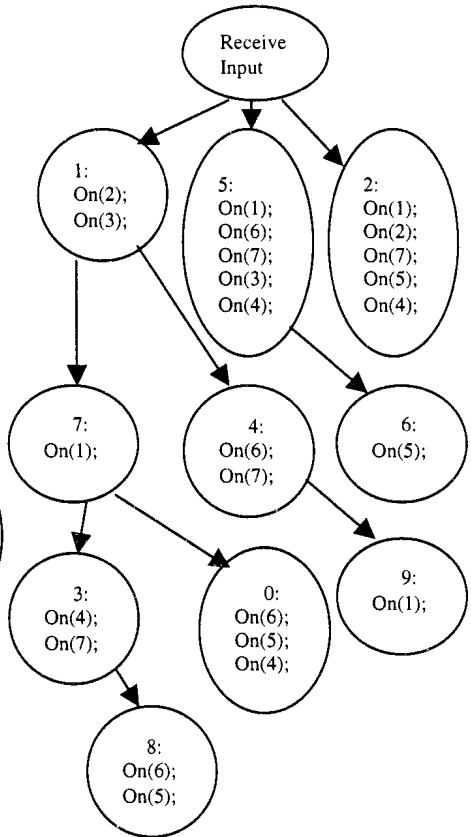 Receive
Input
1:
On(2);
On(3);
5:
On(1);
On(6);
On(7);
On(3);
On(4);
2:
On(1);
On(2);
On(7);
On(5);
On(4);
7:
On(1);
4:
On(6);
On(7);
6:
On(5);
3:
On(4);
On(7);
0:
On(6);
On(5);
On(4);
9:
On(1);
8:
On(6);
On(5);